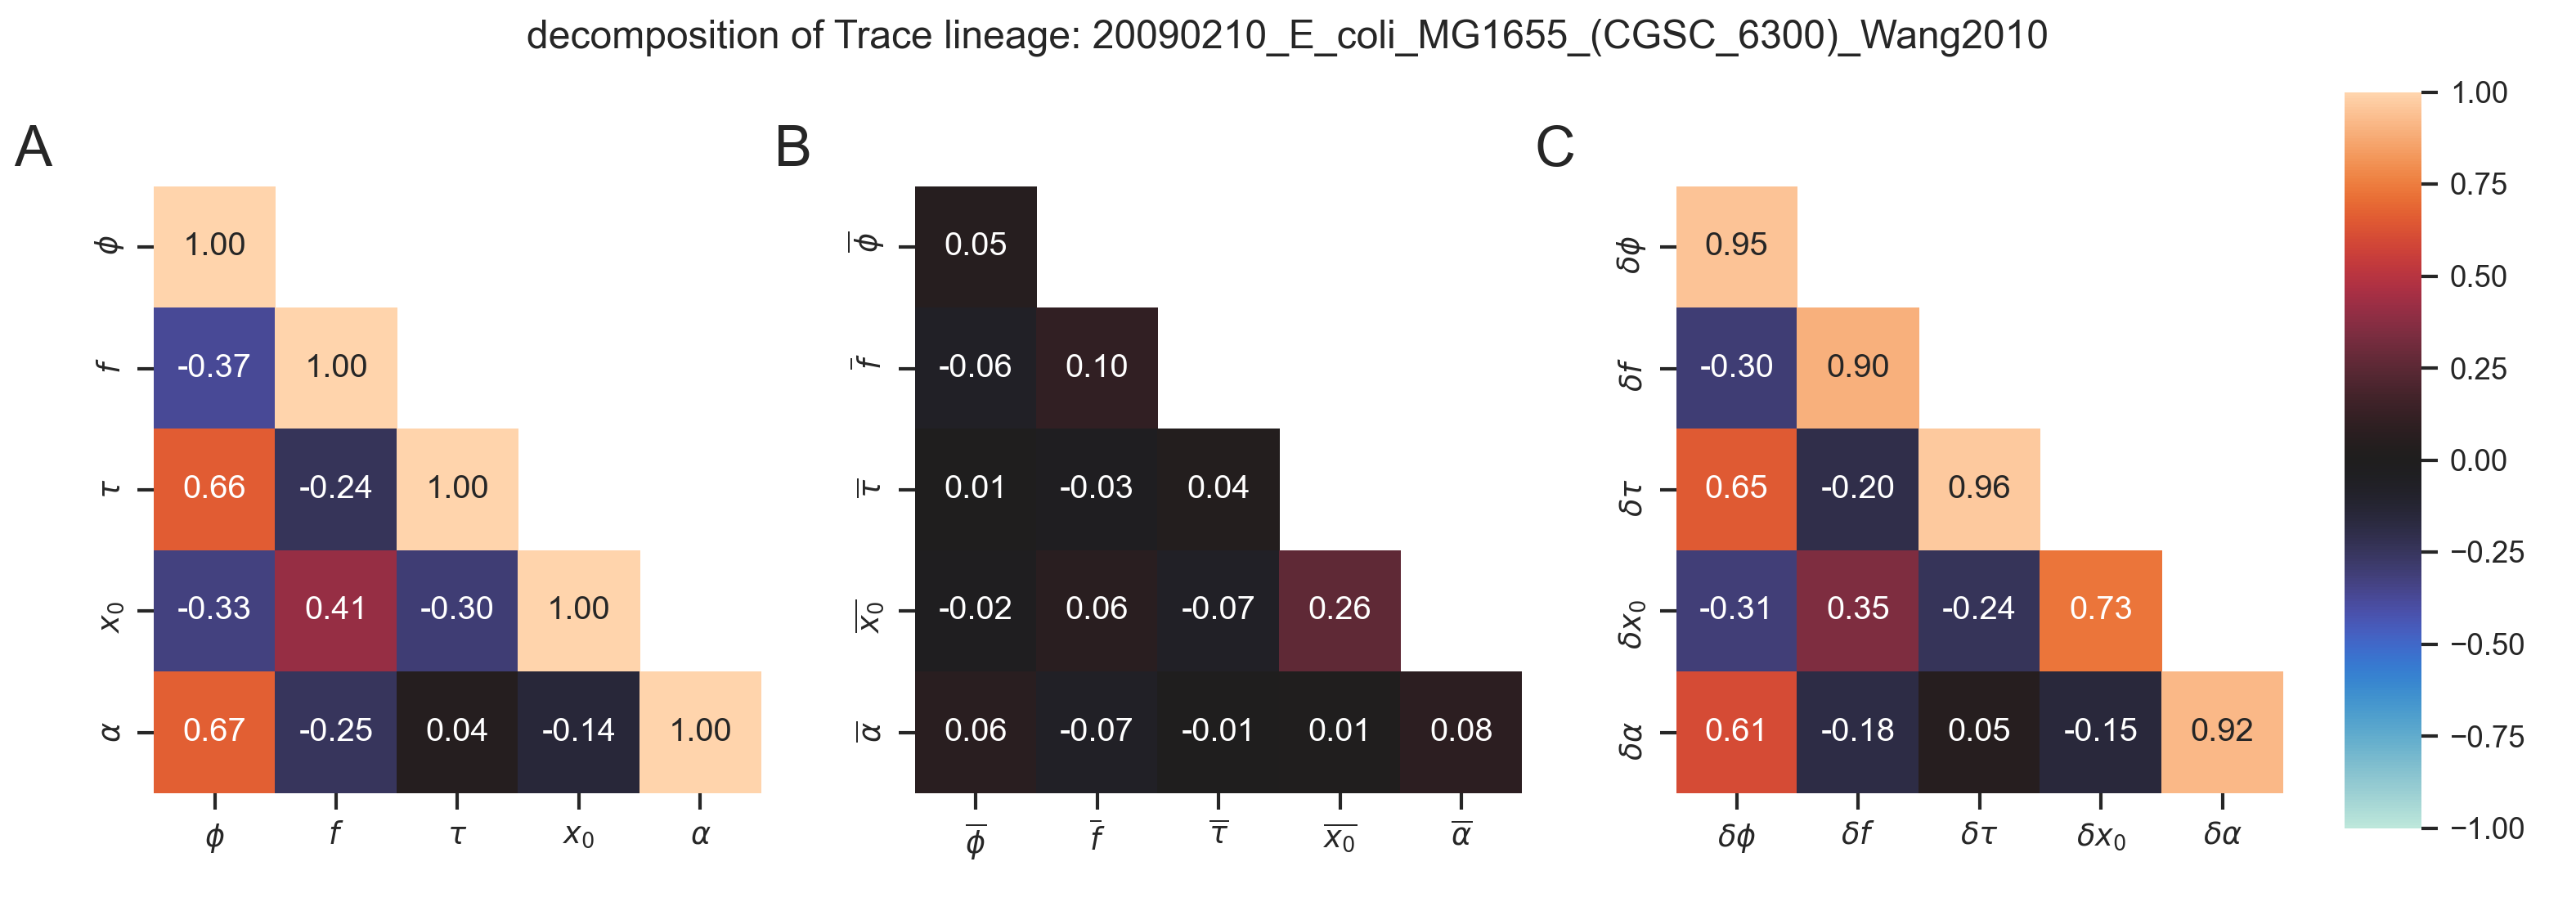 decomposition of Trace lineage: 20090210_E_coli_MG1655_(CGSC_6300)_Wang2010
A
ϕ
1.00
f
-0.37 1.00
τ
0.66 -0.24 1.00
x₀
-0.33 0.41 -0.30 1.00
α
0.67 -0.25 0.04 -0.14 1.00
ϕ f τ x₀ α
B
ϕ̅
0.05
f̅
-0.06 0.10
τ̅
0.01 -0.03 0.04
x̅₀̅
-0.02 0.06 -0.07 0.26
α̅
0.06 -0.07 -0.01 0.01 0.08
ϕ̅ f̅ τ̅ x̅₀̅ α̅
C
δϕ
0.95
δf
-0.30 0.90
δτ
0.65 -0.20 0.96
δx₀
-0.31 0.35 -0.24 0.73
δα
0.61 -0.18 0.05 -0.15 0.92
δϕ δf δτ δx₀ δα
1.00
0.75
0.50
0.25
0.00
−0.25
−0.50
−0.75
−1.00